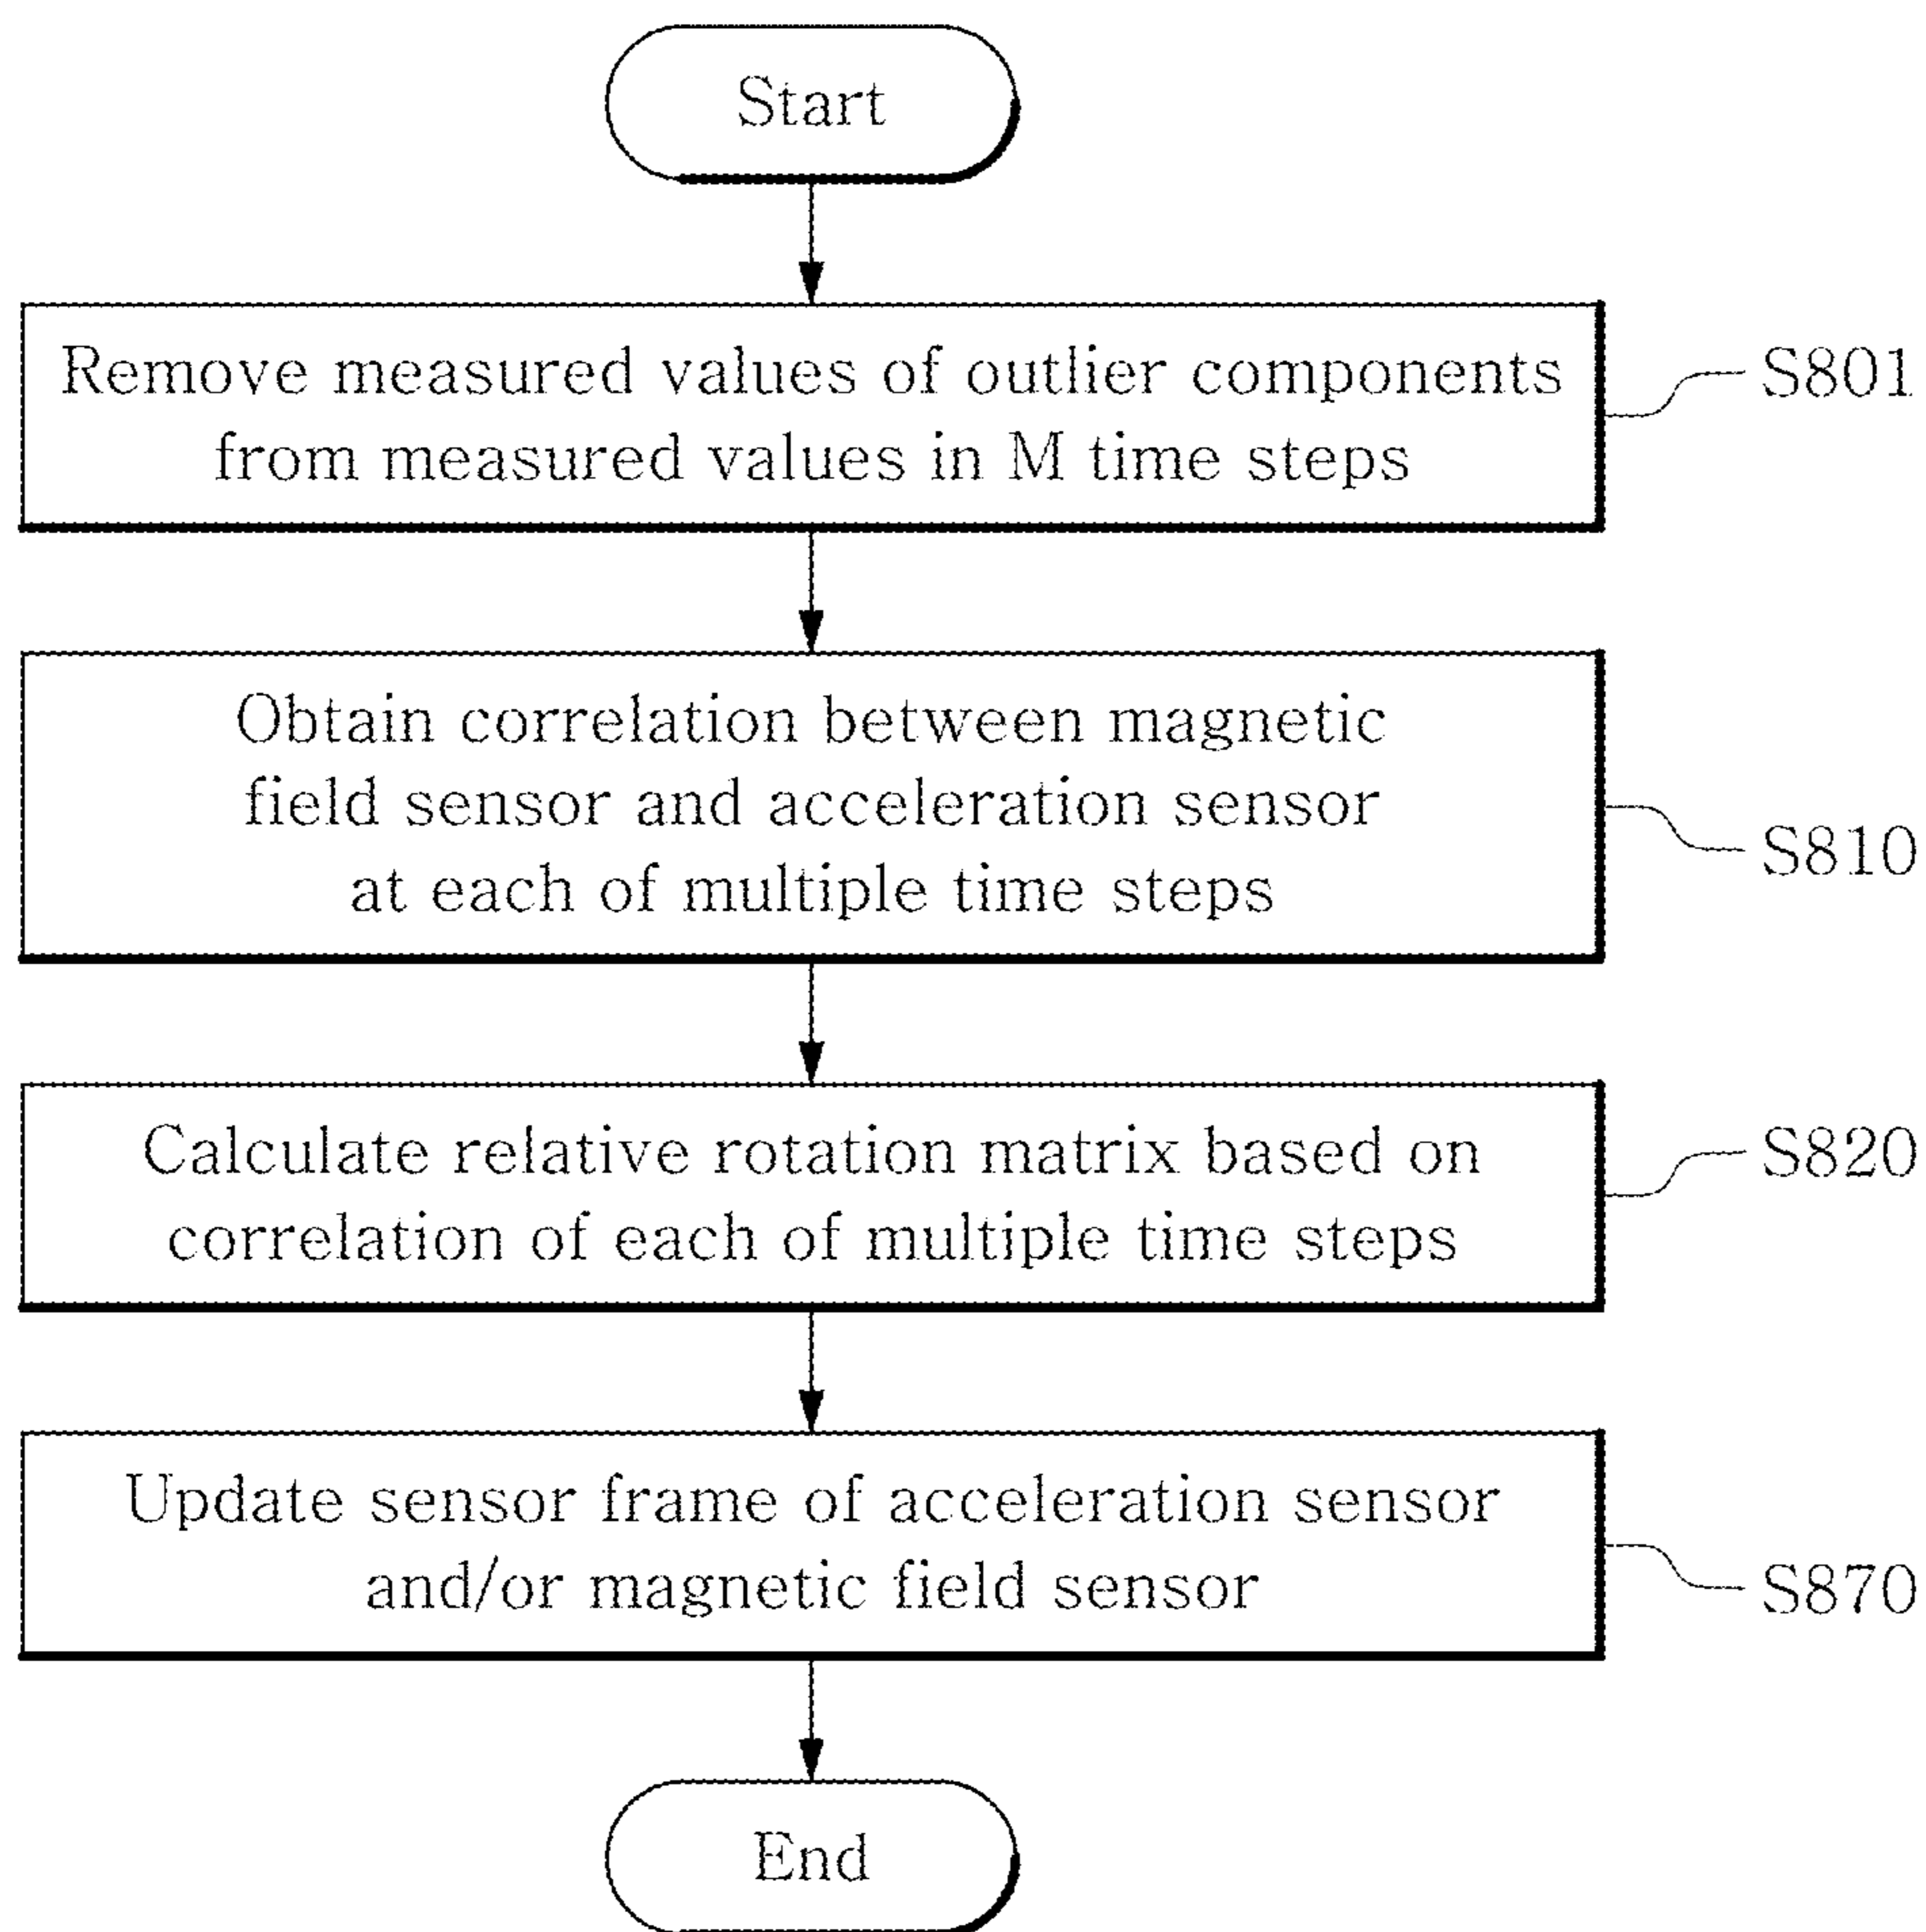 Start
Remove measured values of outlier components
from measured values in M time steps
S801
Obtain correlation between magnetic
field sensor and acceleration sensor
at each of multiple time steps
S810
Calculate relative rotation matrix based on
correlation of each of multiple time steps
S820
Update sensor frame of acceleration sensor
and/or magnetic field sensor
S870
End